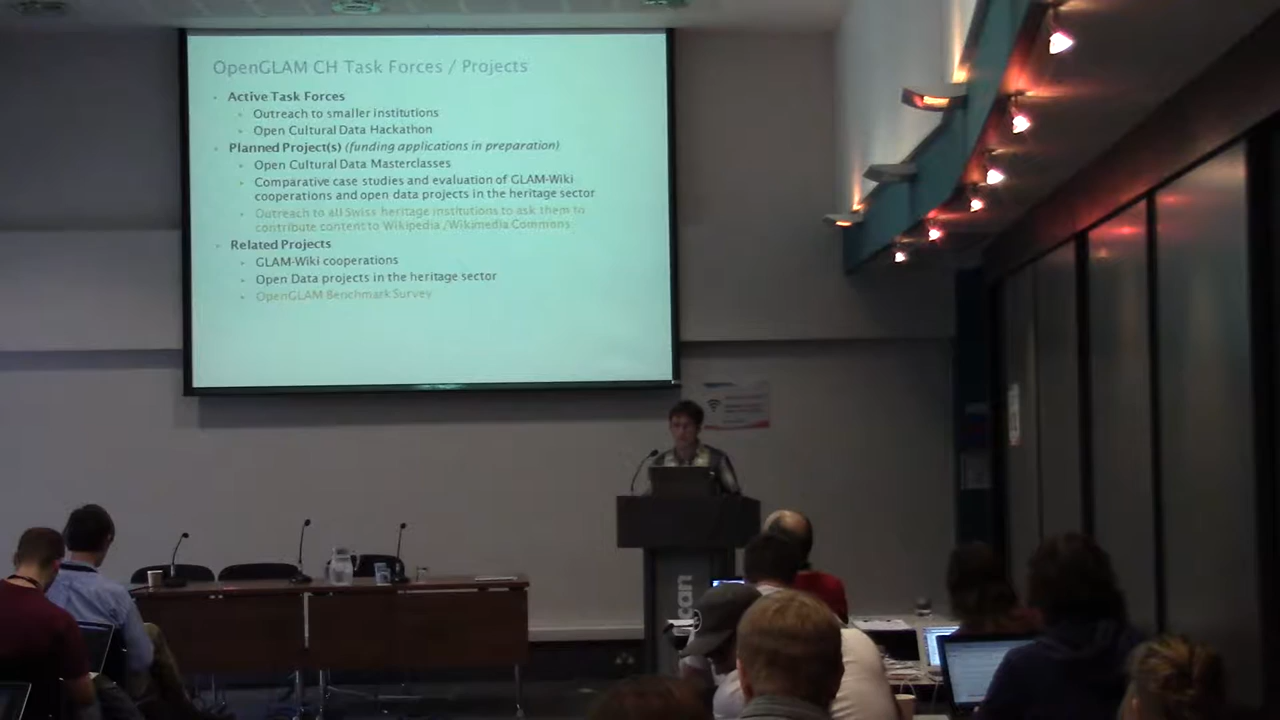 OpenGLAM CH Task Forces / Projects
Active Task Forces
Outreach to smaller institutions
Open Cultural Data Hackathon
Planned Project(s) (funding applications in preparation)
Open Cultural Data Masterclasses
Comparative case studies and evaluation of GLAM-Wiki
cooperations and open data projects in the heritage sector
Outreach to all Swiss heritage institutions to ask them to
contribute content to Wikipedia /Wikimedia Commons
Related Projects
GLAM-Wiki cooperations
Open Data projects in the heritage sector
OpenGLAM Benchmark Survey
ican